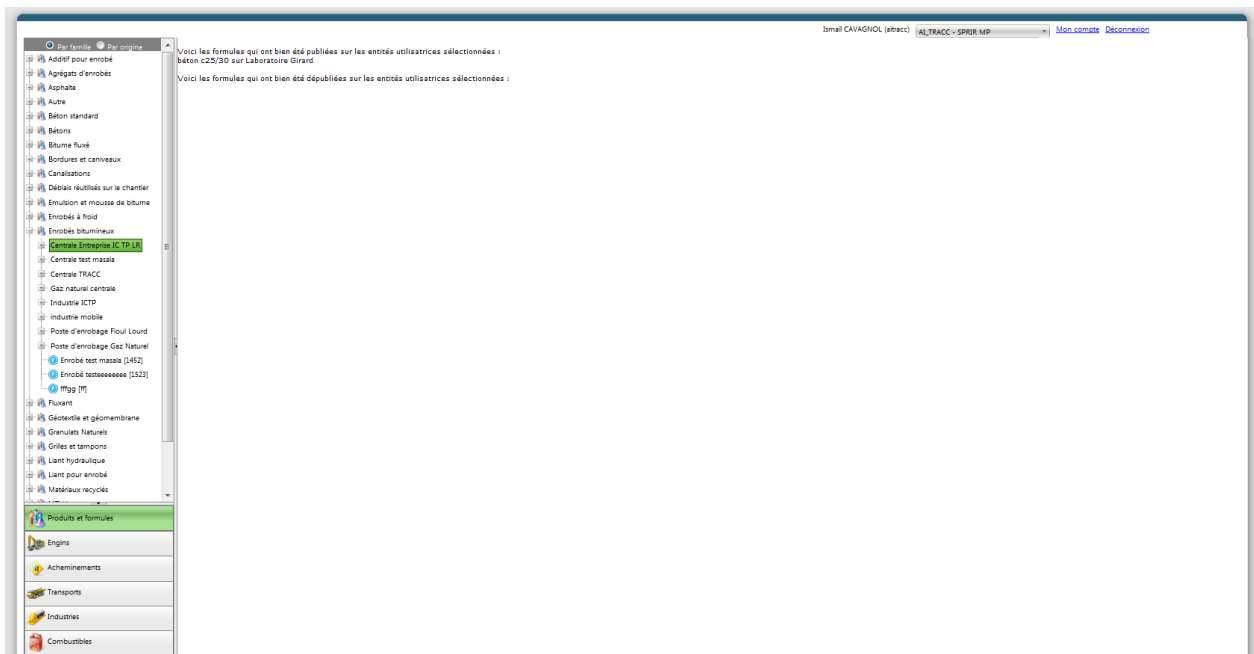 Ismail CAVAGNOL (aitracc) AI_TRACC - SPRIR MP Mon compte Déconnexion
Par famille Par origine
Additif pour enrobé
Agrégats d'enrobés
Asphalte
Autre
Béton standard
Bétons
Bitume fluxé
Bordures et caniveaux
Canalisations
Déblais réutilisés sur le chantier
Emulsion et mousse de bitume
Enrobés à froid
Enrobés bitumineux
Centrale Entreprise IC TP LR
Centrale test masala
Centrale TRACC
Gaz naturel centrale
Industrie ICTP
industrie mobile
Poste d'enrobage Fioul Lourd
Poste d'enrobage Gaz Naturel
Enrobé test masala [1452]
Enrobé testeeeeeeee [1523]
fffgg [ff]
Fluxant
Géotextile et géomembrane
Granulats Naturels
Grilles et tampons
Liant hydraulique
Liant pour enrobé
Matériaux recyclés
Produits et formules
Engins
Acheminements
Transports
Industries
Combustibles
Voici les formules qui ont bien été publiées sur les entités utilisatrices sélectionnées :
béton c25/30 sur Laboratoire Girard
Voici les formules qui ont bien été dépubliées sur les entités utilisatrices sélectionnées :